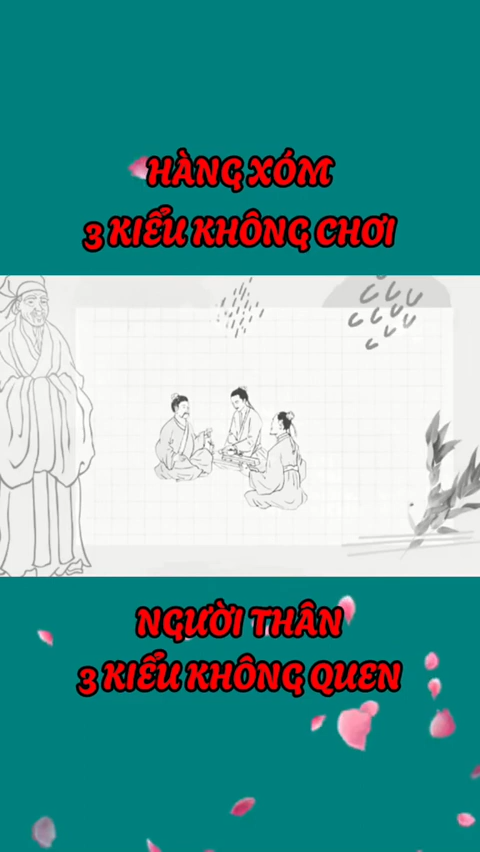 HÀNG XÓM
3 KIỂU KHÔNG CHƠI
NGƯỜI THÂN
3 KIỂU KHÔNG QUEN